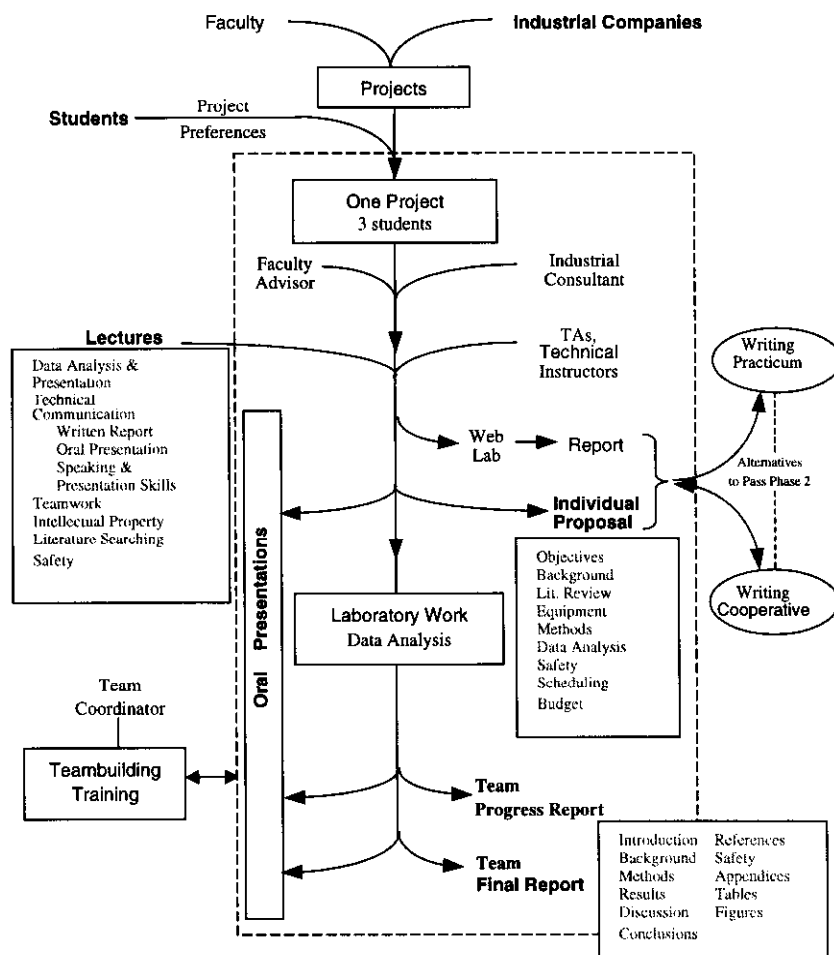 Faculty
Industrial Companies
Projects
Students
Project
Preferences
One Project
3 students
Faculty
Advisor
Industrial
Consultant
Lectures
TAs,
Technical
Instructors
Data Analysis &
Presentation
Technical
Communication
Written Report
Oral Presentation
Speaking &
Presentation Skills
Teamwork
Intellectual Property
Literature Searching
Safety
Writing
Practicum
Web
Lab
Report
Alternatives
to Pass Phase 2
Individual
Proposal
Oral Presentations
Objectives
Background
Lit. Review
Equipment
Methods
Data Analysis
Safety
Scheduling
Budget
Writing
Cooperative
Laboratory Work
Data Analysis
Team
Coordinator
Teambuilding
Training
Team
Progress Report
Team
Final Report
Introduction References
Background Safety
Methods Appendices
Results Tables
Discussion Figures
Conclusions